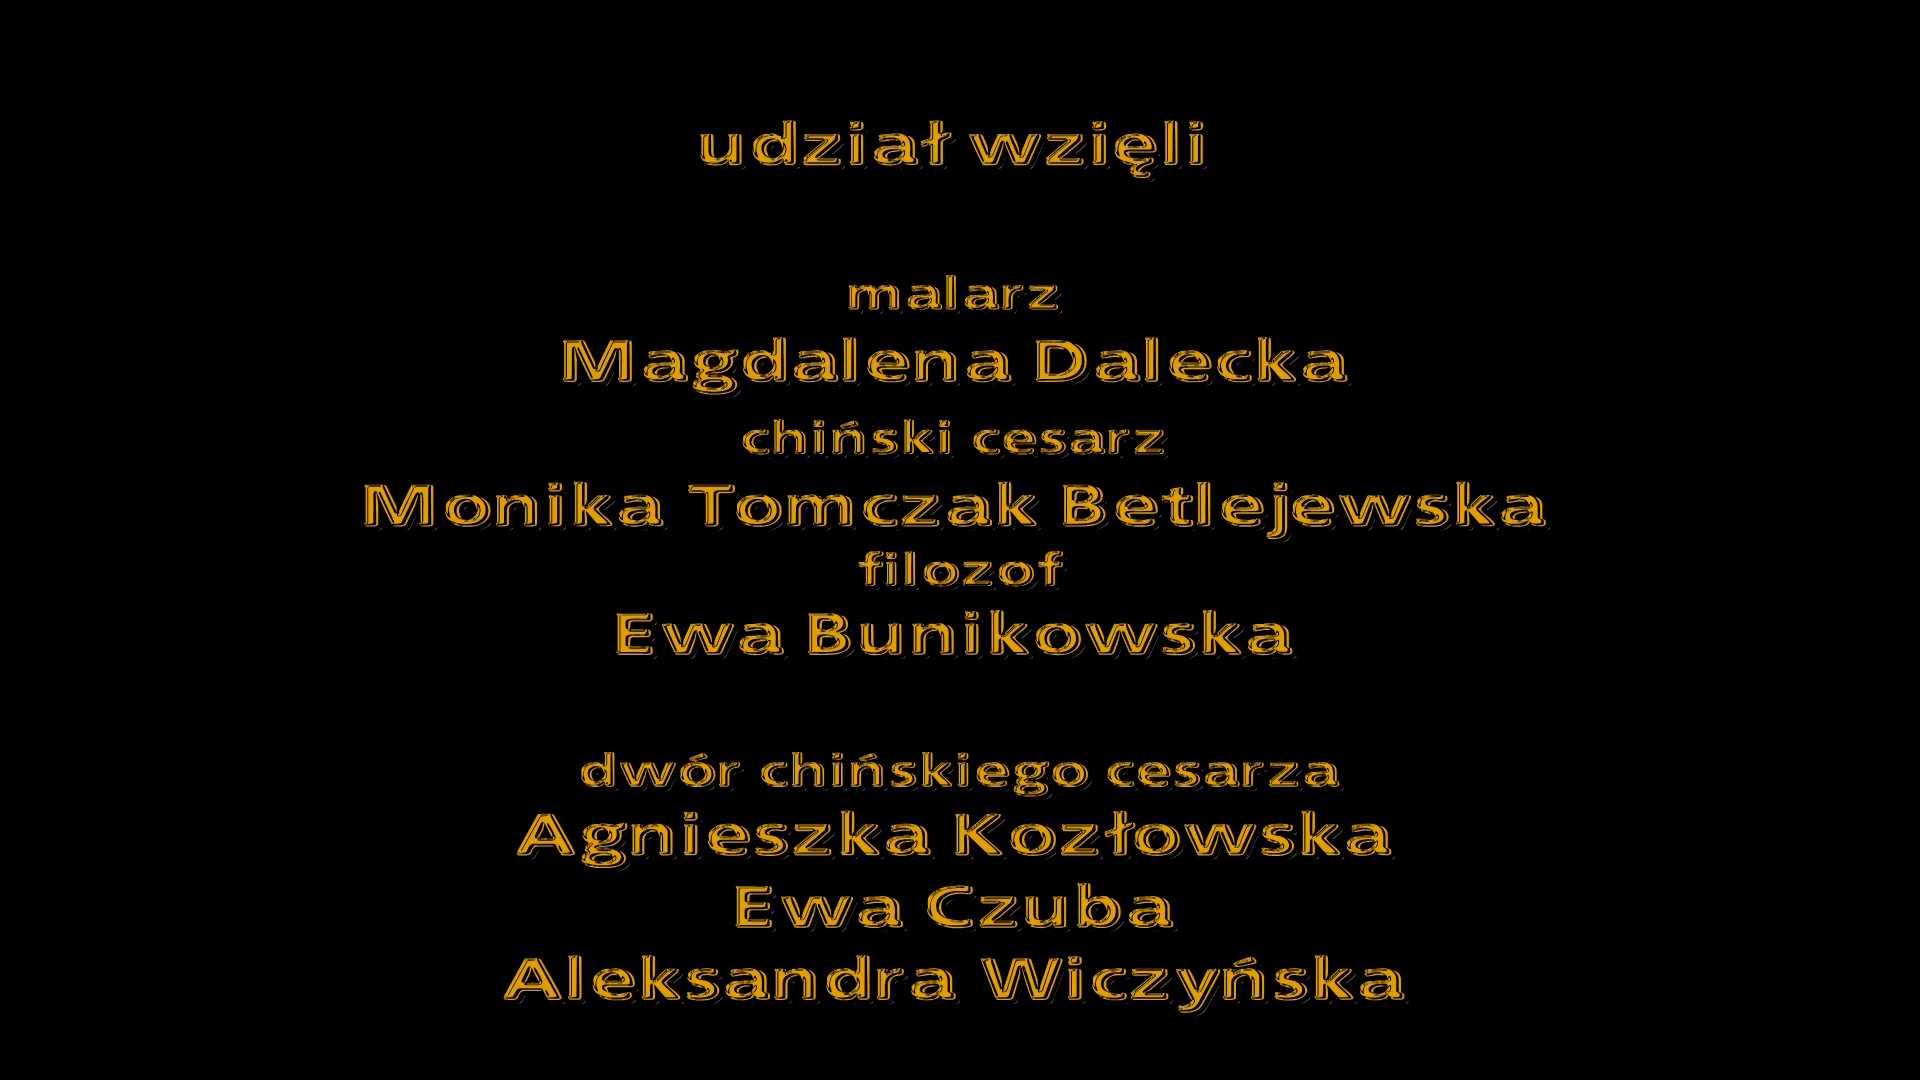 udział wzięli
malarz
Magdalena Dalecka
chiński cesarz
Monika Tomczak Betlejewska
filozof
Ewa Bunikowska
dwór chińskiego cesarza
Agnieszka Kozłowska
Ewa Czuba
Aleksandra Wiczyńska